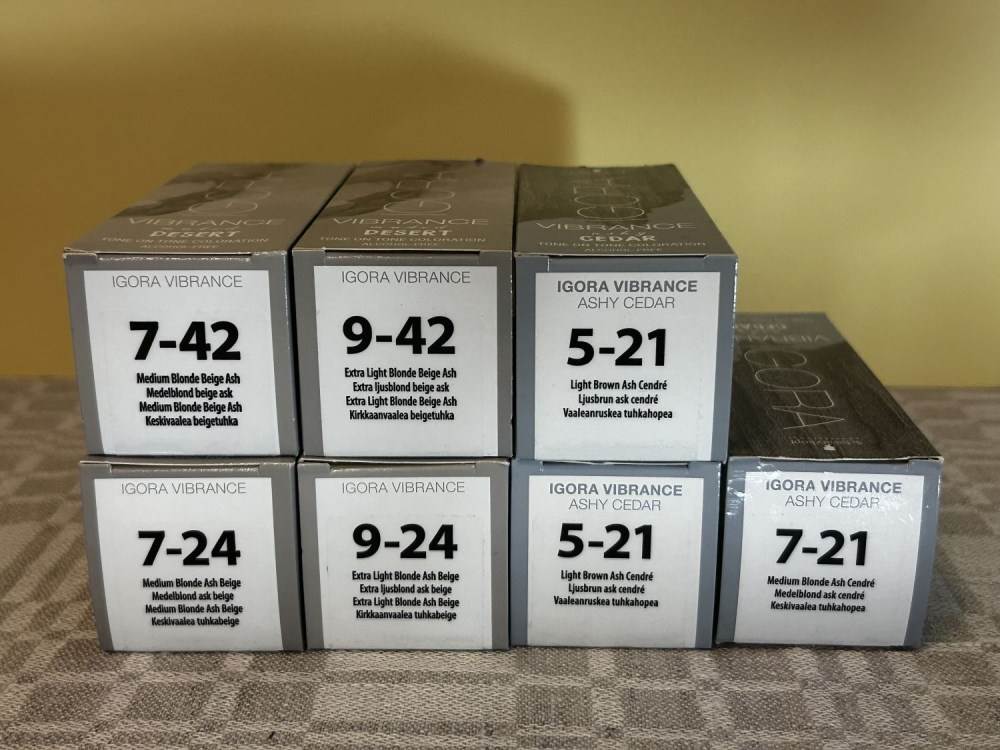 VIBRANCE
DESERT
TONE ON TONE COLORATION
ALCOHOL-FREE
IGORA VIBRANCE
7-42
Medium Blonde Beige Ash
Medelblond beige ask
Medium Blonde Beige Ash
Keskivaalea beigetuhka
VIBRANCE
DESERT
TONE ON TONE COLORATION
ALCOHOL-FREE
IGORA VIBRANCE
9-42
Extra Light Blonde Beige Ash
Extra ljusblond beige ask
Extra Light Blonde Beige Ash
Kirkkaanvaalea beigetuhka
VIBRANCE
CEDAR
TONE ON TONE COLORATION
ALCOHOL-FREE
IGORA VIBRANCE
ASHY CEDAR
5-21
Light Brown Ash Cendré
Ljusbrun ask cendré
Vaaleanruskea tuhkahopea
IGORA VIBRANCE
7-24
Medium Blonde Ash Beige
Medelblond ask beige
Medium Blonde Ash Beige
Keskivaalea tuhkabeige
IGORA VIBRANCE
9-24
Extra Light Blonde Ash Beige
Extra ljusblond ask beige
Extra Light Blonde Ash Beige
Kirkkaanvaalea tuhkabeige
IGORA VIBRANCE
ASHY CEDAR
5-21
Light Brown Ash Cendré
Ljusbrun ask cendré
Vaaleanruskea tuhkahopea
CEDAR
IGORA
IGORA VIBRANCE
ASHY CEDAR
7-21
Medium Blonde Ash Cendré
Medelblond ask cendré
Keskivaalea tuhkahopea